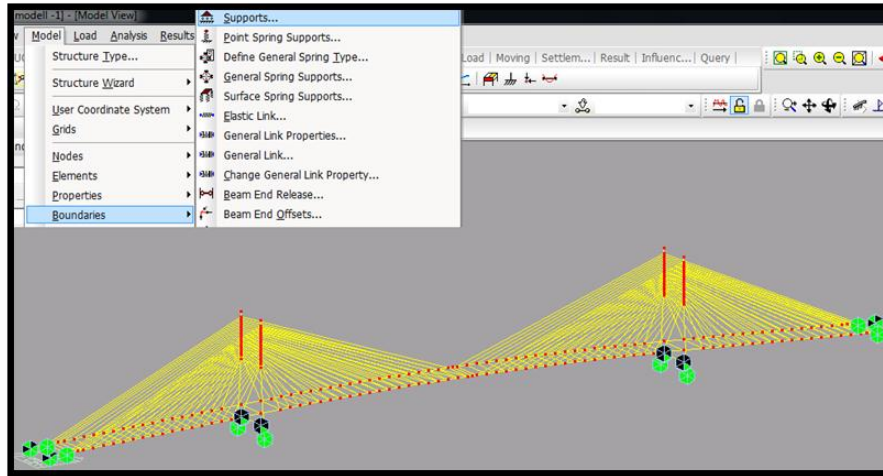 modell -1] - [Model View]
Model Load Analysis Results
Structure Type...
Structure Wizard
User Coordinate System
Grids
Nodes
Elements
Properties
Boundaries
Supports...
Point Spring Supports...
Define General Spring Type...
General Spring Supports...
Surface Spring Supports...
Elastic Link...
General Link Properties...
General Link...
Change General Link Property...
Beam End Release...
Beam End Offsets...
Load | Moving | Settlem... | Result | Influenc... | Query |